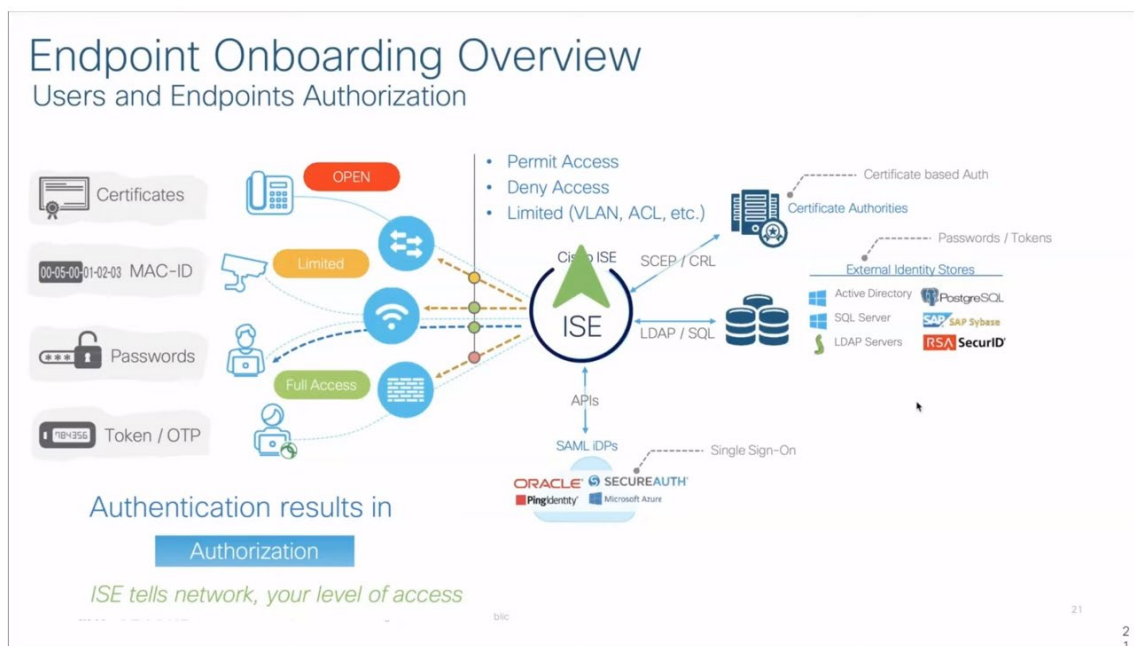 Endpoint Onboarding Overview
Users and Endpoints Authorization
Certificates
00-05-00-01-02-03 MAC-ID
*** Passwords
784356 Token / OTP
OPEN
Limited
Full Access
• Permit Access
• Deny Access
• Limited (VLAN, ACL, etc.)
ISE
SCEP / CRL
LDAP / SQL
APIs
SAML iDPs
ORACLE SECUREAUTH
PingIdentity Microsoft Azure
Single Sign-On
Certificate based Auth
Certificate Authorities
Passwords / Tokens
External Identity Stores
Active Directory PostgreSQL
SQL Server SAP SAP Sybase
LDAP Servers RSA SecurID
Authentication results in
Authorization
ISE tells network, your level of access
blic
21
2